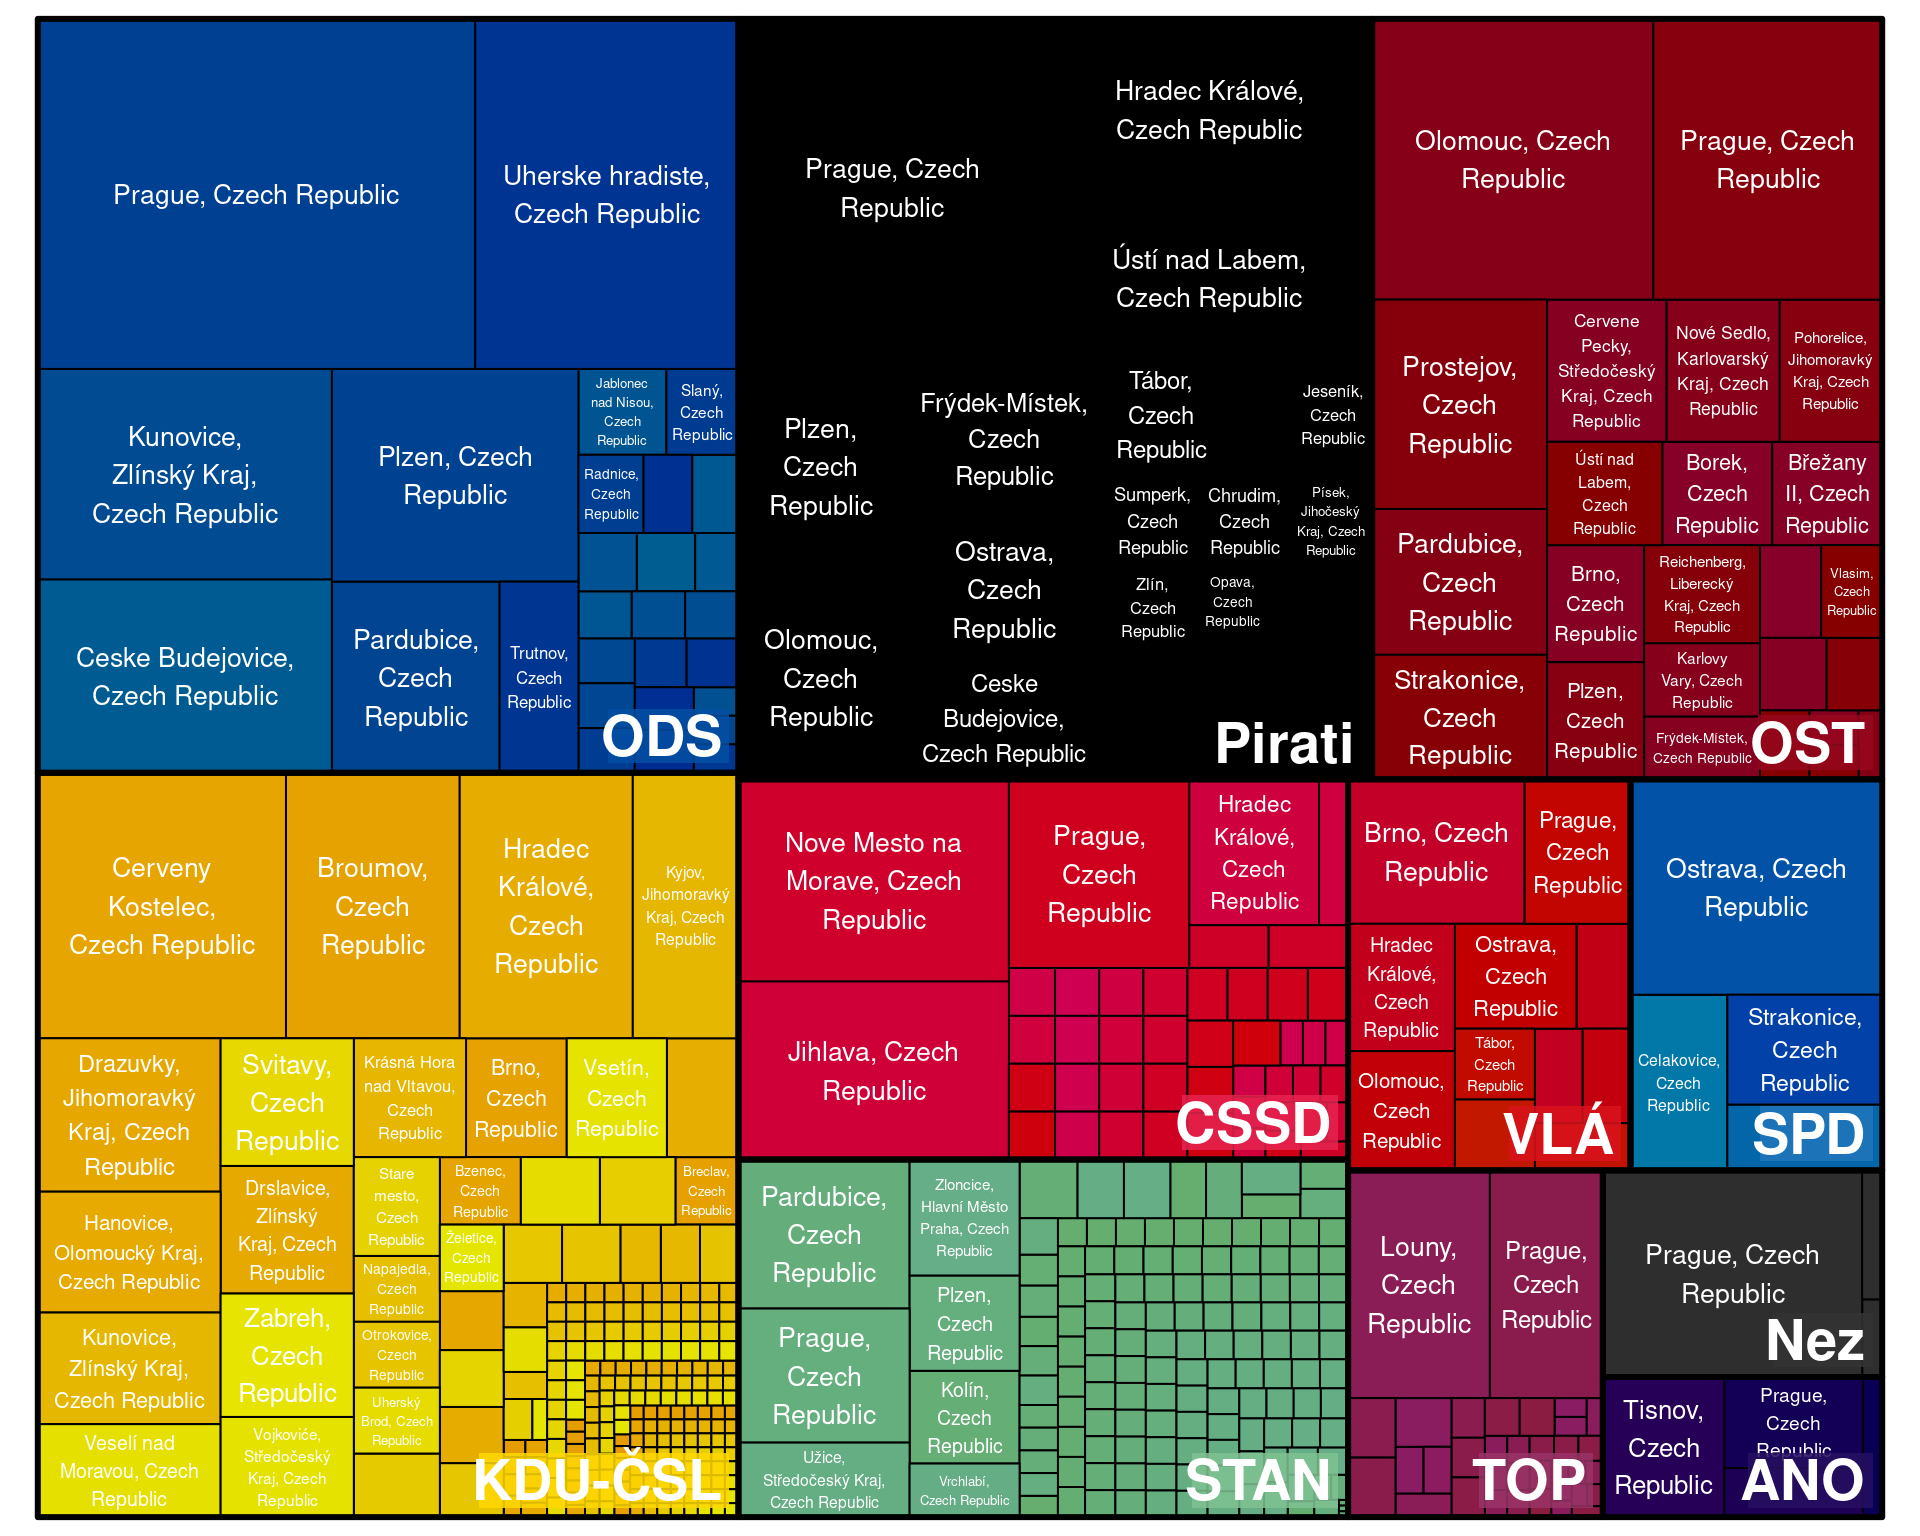 Prague, Czech Republic
Uherske hradiste,
Czech Republic
Kunovice,
Zlínský Kraj,
Czech Republic
Plzen, Czech
Republic
Jablonec
nad Nisou,
Czech
Republic
Slaný,
Czech
Republic
Radnice,
Czech
Republic
Ceske Budejovice,
Czech Republic
Pardubice,
Czech
Republic
Trutnov,
Czech
Republic
ODS
Prague, Czech
Republic
Hradec Králové,
Czech Republic
Ústí nad Labem,
Czech Republic
Plzen,
Czech
Republic
Frýdek-Místek,
Czech
Republic
Tábor,
Czech
Republic
Jeseník,
Czech
Republic
Sumperk,
Czech
Republic
Chrudim,
Czech
Republic
Písek,
Jihočeský
Kraj, Czech
Republic
Ostrava,
Czech
Republic
Zlín,
Czech
Republic
Opava,
Czech
Republic
Olomouc,
Czech
Republic
Ceske
Budejovice,
Czech Republic
Pirati
Olomouc, Czech
Republic
Prague, Czech
Republic
Prostejov,
Czech
Republic
Cervene
Pecky,
Středočeský
Kraj, Czech
Republic
Nové Sedlo,
Karlovarský
Kraj, Czech
Republic
Pohorelice,
Jihomoravký
Kraj, Czech
Republic
Ústí nad
Labem,
Czech
Republic
Borek,
Czech
Republic
Břežany
II, Czech
Republic
Pardubice,
Czech
Republic
Brno,
Czech
Republic
Reichenberg,
Liberecký
Kraj, Czech
Republic
Vlasim,
Czech
Republic
Strakonice,
Czech
Republic
Plzen,
Czech
Republic
Karlovy
Vary, Czech
Republic
Frýdek-Místek,
Czech Republic
OST
Cerveny
Kostelec,
Czech Republic
Broumov,
Czech
Republic
Hradec
Králové,
Czech
Republic
Kyjov,
Jihomoravký
Kraj, Czech
Republic
Drazuvky,
Jihomoravký
Kraj, Czech
Republic
Svitavy,
Czech
Republic
Krásná Hora
nad Vltavou,
Czech
Republic
Brno,
Czech
Republic
Vsetín,
Czech
Republic
Hanovice,
Olomoucký Kraj,
Czech Republic
Drslavice,
Zlínský
Kraj, Czech
Republic
Stare
mesto,
Czech
Republic
Bzenec,
Czech
Republic
Breclav,
Czech
Republic
Želetice,
Czech
Republic
Napajedla,
Czech
Republic
Kunovice,
Zlínský Kraj,
Czech Republic
Zabreh,
Czech
Republic
Otrokovice,
Czech
Republic
Uherský
Brod, Czech
Republic
Veselí nad
Moravou, Czech
Republic
Vojkoviće,
Středočeský
Kraj, Czech
Republic
KDU-ČSL
Nove Mesto na
Morave, Czech
Republic
Prague,
Czech
Republic
Hradec
Králové,
Czech
Republic
Jihlava, Czech
Republic
CSSD
Brno, Czech
Republic
Prague,
Czech
Republic
Hradec
Králové,
Czech
Republic
Ostrava,
Czech
Republic
Olomouc,
Czech
Republic
Tábor,
Czech
Republic
VLÁ
Ostrava, Czech
Republic
Celakovice,
Czech
Republic
Strakonice,
Czech
Republic
SPD
Pardubice,
Czech
Republic
Zloncice,
Hlavní Město
Praha, Czech
Republic
Prague,
Czech
Republic
Plzen,
Czech
Republic
Kolín,
Czech
Republic
Užice,
Středočeský Kraj,
Czech Republic
Vrchlabí,
Czech Republic
STAN
Louny,
Czech
Republic
Prague,
Czech
Republic
TOP
Prague, Czech
Republic
Nez
Tisnov,
Czech
Republic
Prague,
Czech
Republic
ANO